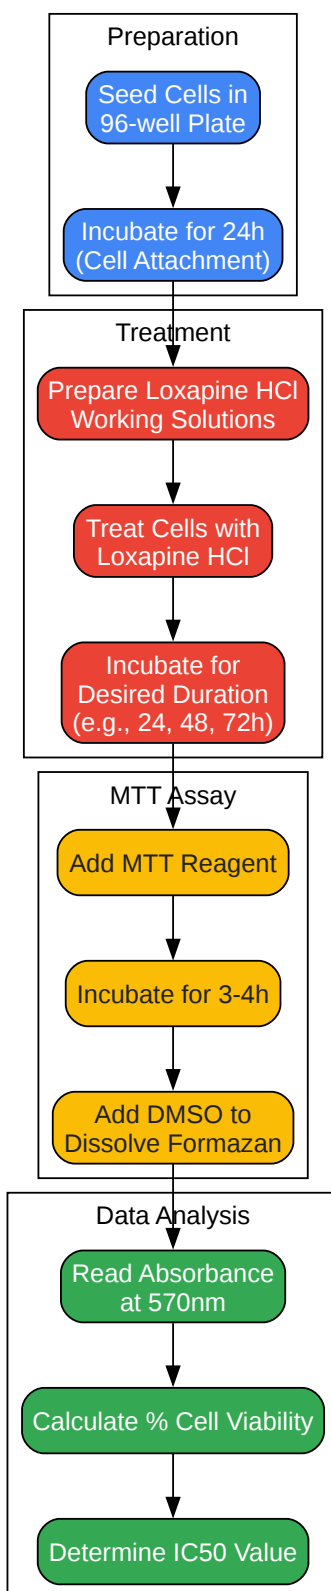 Preparation
Seed Cells in
96-well Plate
Incubate for 24h
(Cell Attachment)
Treatment
Prepare Loxapine HCl
Working Solutions
Treat Cells with
Loxapine HCl
Incubate for
Desired Duration
(e.g., 24, 48, 72h)
MTT Assay
Add MTT Reagent
Incubate for 3-4h
Add DMSO to
Dissolve Formazan
Data Analysis
Read Absorbance
at 570nm
Calculate % Cell Viability
Determine IC50 Value